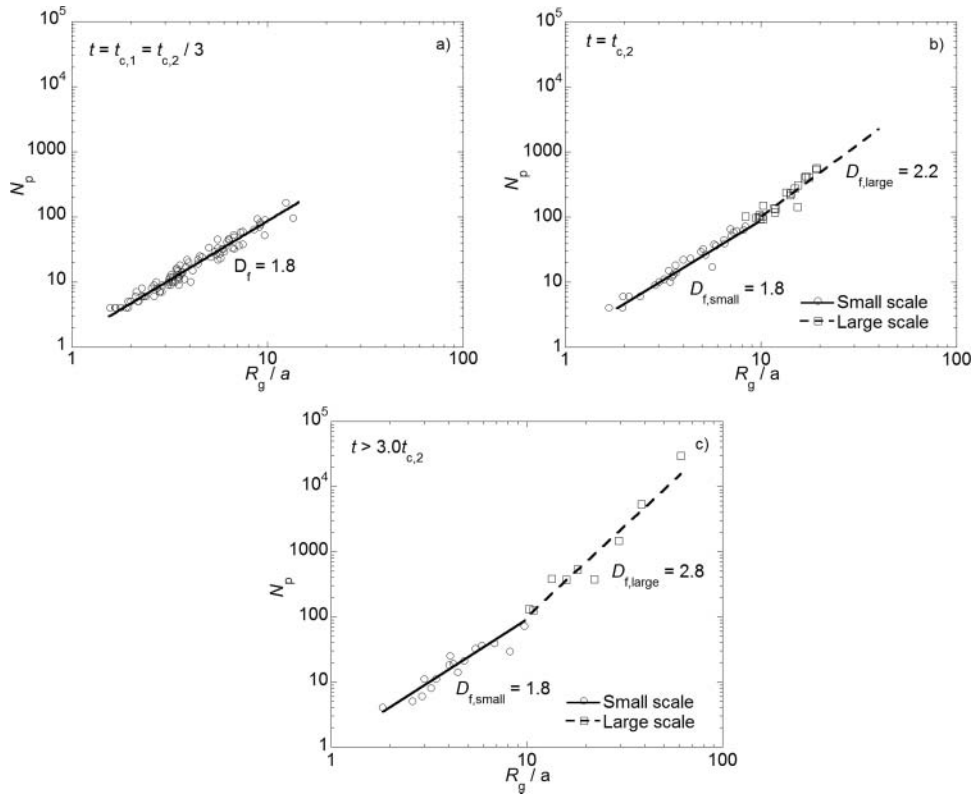 t = t_c,1 = t_c,2 / 3
a)
10^5
10^4
1000
100
10
1
N_p
D_f = 1.8
1
10
100
R_g / a
t = t_c,2
b)
10^5
10^4
1000
100
10
1
N_p
D_f,large = 2.2
D_f,small = 1.8
Small scale
Large scale
1
10
100
R_g / a
t > 3.0t_c,2
c)
10^5
10^4
1000
100
10
1
N_p
D_f,large = 2.8
D_f,small = 1.8
Small scale
Large scale
1
10
100
R_g / a